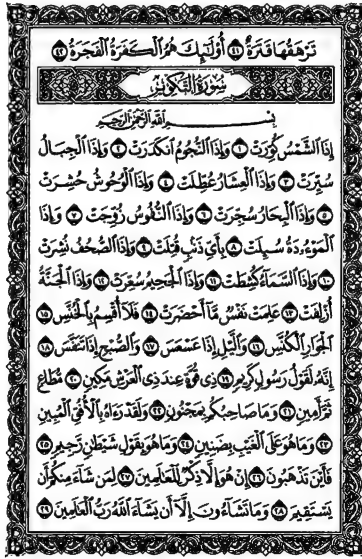 تَرْهَقُهَا قَتَرَةٌ ٤١ أُولَٰئِكَ هُمُ الْكَفَرَةُ الْفَجَرَةُ ٤٢
سُورَةُ التَّكْوِيرِ
بِسْمِ اللَّهِ الرَّحْمَٰنِ الرَّحِيمِ
إِذَا الشَّمْسُ كُوِّرَتْ ١ وَإِذَا النُّجُومُ انكَدَرَتْ ٢ وَإِذَا الْجِبَالُ
سُيِّرَتْ ٣ وَإِذَا الْعِشَارُ عُطِّلَتْ ٤ وَإِذَا الْوُحُوشُ حُشِرَتْ
٥ وَإِذَا الْبِحَارُ سُجِّرَتْ ٦ وَإِذَا النُّفُوسُ زُوِّجَتْ ٧ وَإِذَا
الْمَوْءُودَةُ سُئِلَتْ ٨ بِأَيِّ ذَنبٍ قُتِلَتْ ٩ وَإِذَا الصُّحُفُ نُشِرَتْ
١٠ وَإِذَا السَّمَاءُ كُشِطَتْ ١١ وَإِذَا الْجَحِيمُ سُعِّرَتْ ١٢ وَإِذَا الْجَنَّةُ
أُزْلِفَتْ ١٣ عَلِمَتْ نَفْسٌ مَّا أَحْضَرَتْ ١٤ فَلَا أُقْسِمُ بِالْخُنَّسِ ١٥
الْجَوَارِ الْكُنَّسِ ١٦ وَاللَّيْلِ إِذَا عَسْعَسَ ١٧ وَالصُّبْحِ إِذَا تَنَفَّسَ ١٨
إِنَّهُ لَقَوْلُ رَسُولٍ كَرِيمٍ ١٩ ذِي قُوَّةٍ عِندَ ذِي الْعَرْشِ مَكِينٍ ٢٠ مُّطَاعٍ
ثَمَّ أَمِينٍ ٢١ وَمَا صَاحِبُكُم بِمَجْنُونٍ ٢٢ وَلَقَدْ رَآهُ بِالْأُفُقِ الْمُبِينِ
٢٣ وَمَا هُوَ عَلَى الْغَيْبِ بِضَنِينٍ ٢٤ وَمَا هُوَ بِقَوْلِ شَيْطَانٍ رَّجِيمٍ ٢٥
فَأَيْنَ تَذْهَبُونَ ٢٦ إِنْ هُوَ إِلَّا ذِكْرٌ لِّلْعَالَمِينَ ٢٧ لِمَن شَاءَ مِنكُمْ أَن
يَسْتَقِيمَ ٢٨ وَمَا تَشَاءُونَ إِلَّا أَن يَشَاءَ اللَّهُ رَبُّ الْعَالَمِينَ ٢٩